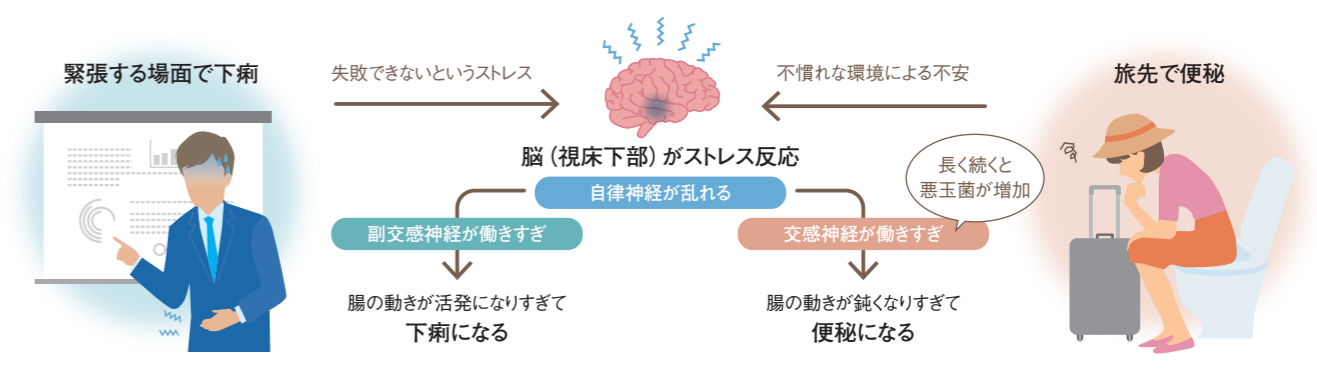 緊張する場面で下痢
失敗できないというストレス
不慣れな環境による不安
旅先で便秘
脳（視床下部）がストレス反応
自律神経が乱れる
長く続くと
悪玉菌が増加
副交感神経が働きすぎ
交感神経が働きすぎ
腸の動きが活発になりすぎて
下痢になる
腸の動きが鈍くなりすぎて
便秘になる